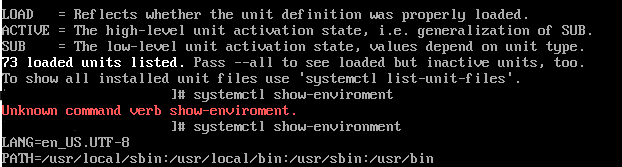 LOAD   = Reflects whether the unit definition was properly loaded.
ACTIVE = The high-level unit activation state, i.e. generalization of SUB.
SUB    = The low-level unit activation state, values depend on unit type.
73 loaded units listed. Pass --all to see loaded but inactive units, too.
To show all installed unit files use 'systemctl list-unit-files'.
]# systemctl show-enviroment
Unknown command verb show-enviroment.
]# systemctl show-environment
LANG=en_US.UTF-8
PATH=/usr/local/sbin:/usr/local/bin:/usr/sbin:/usr/bin